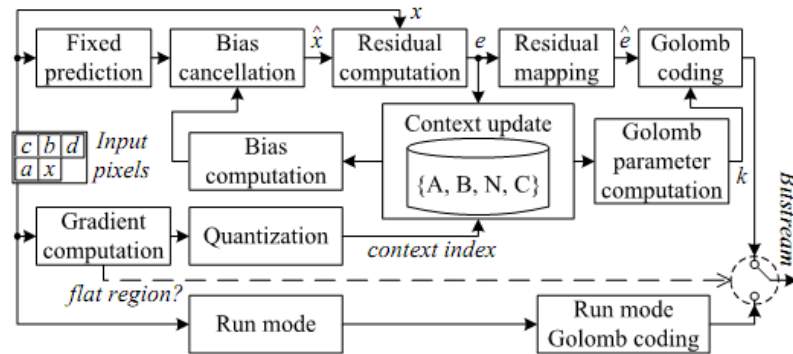 x
Fixed
prediction
Bias
cancellation
x̂
Residual
computation
e
Residual
mapping
ê
Golomb
coding
c b d
a x
Input
pixels
Bias
computation
Context update
{A, B, N, C}
Golomb
parameter
computation
k
Bitstream
Gradient
computation
Quantization
context index
flat region?
Run mode
Run mode
Golomb coding